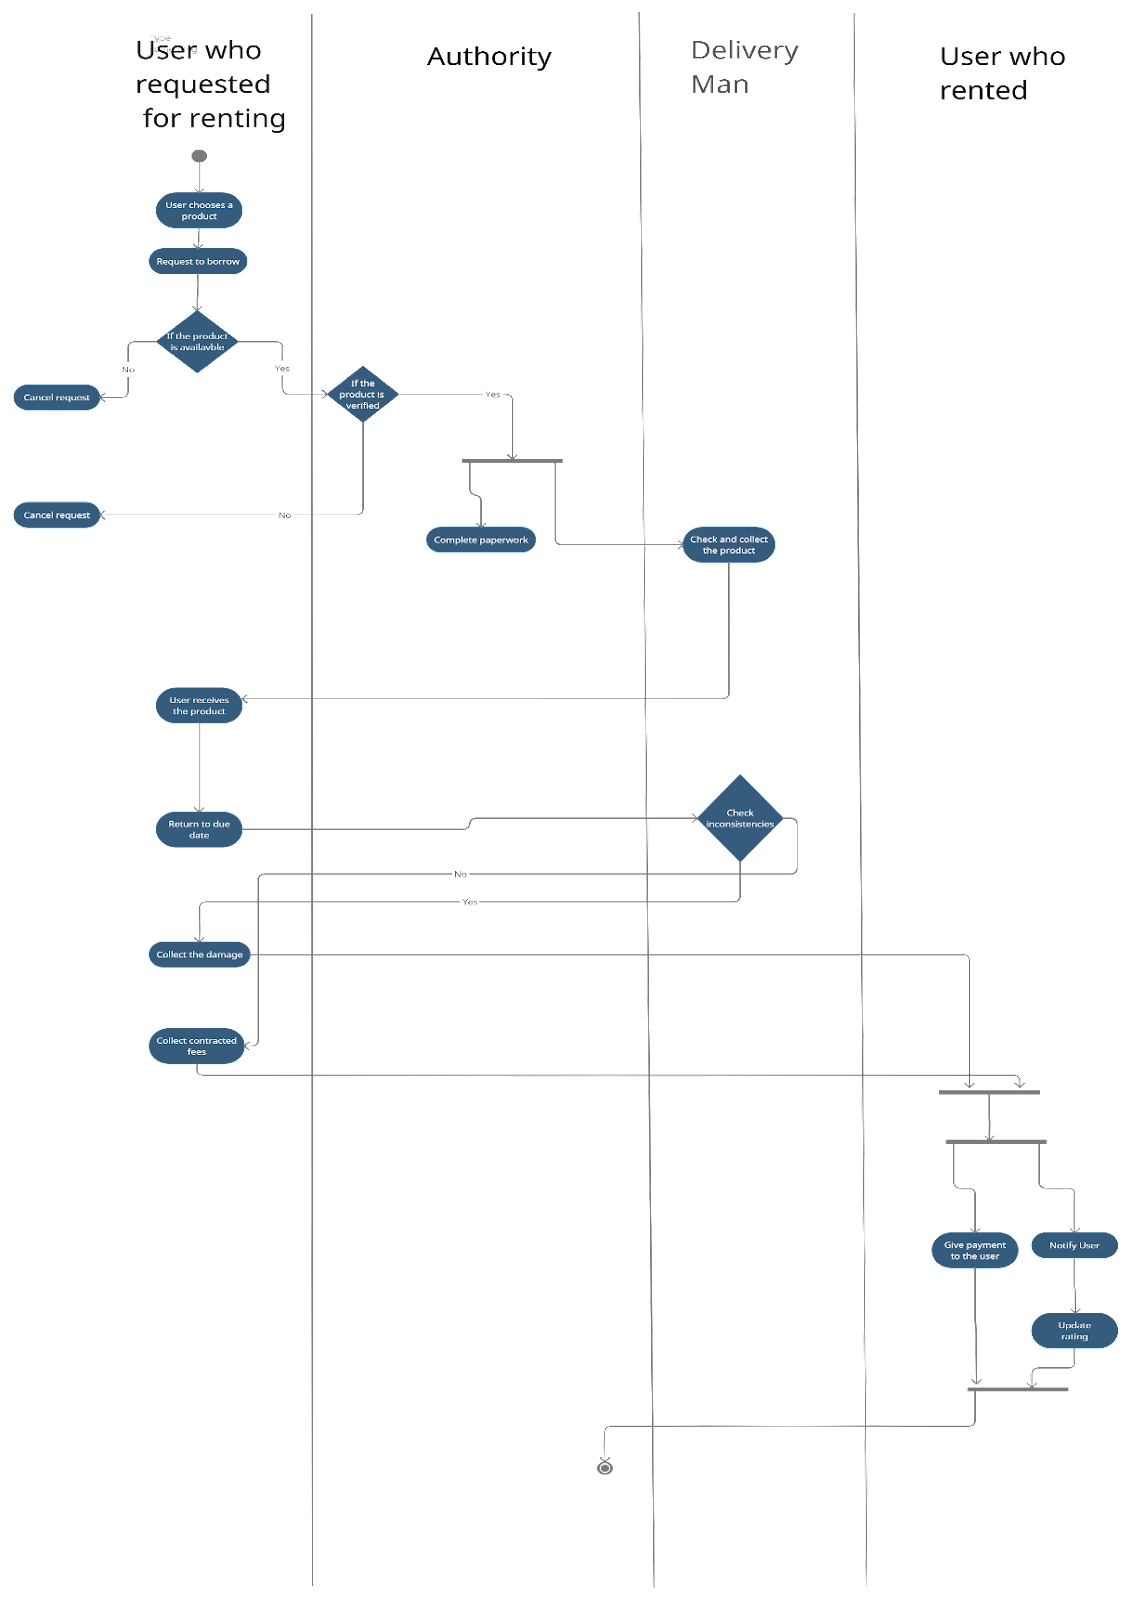 User who
requested
for renting
Authority
Delivery
Man
User who
rented
User chooses a
product
Request to borrow
If the product
is availavble
No
Yes
Cancel request
If the
product is
verified
Yes
Cancel request
No
Complete paperwork
Check and collect
the product
User receives
the product
Return to due
date
Check
inconsistencies
No
Yes
Collect the damage
Collect contracted
fees
Give payment
to the user
Notify User
Update
rating